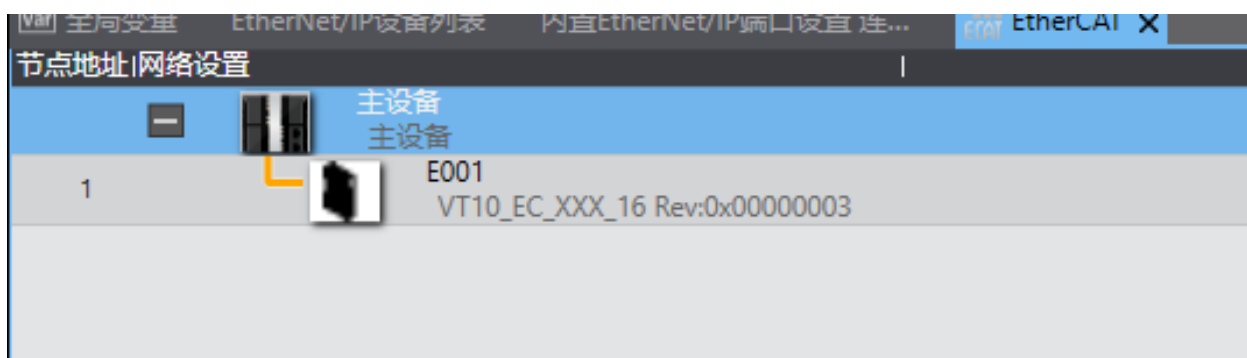 var 全局变量 EtherNet/IP设备列表 内置EtherNet/IP端口设置 连... ECAT EtherCAT X
节点地址|网络设置
主设备
主设备
1 E001
VT10_EC_XXX_16 Rev:0x00000003